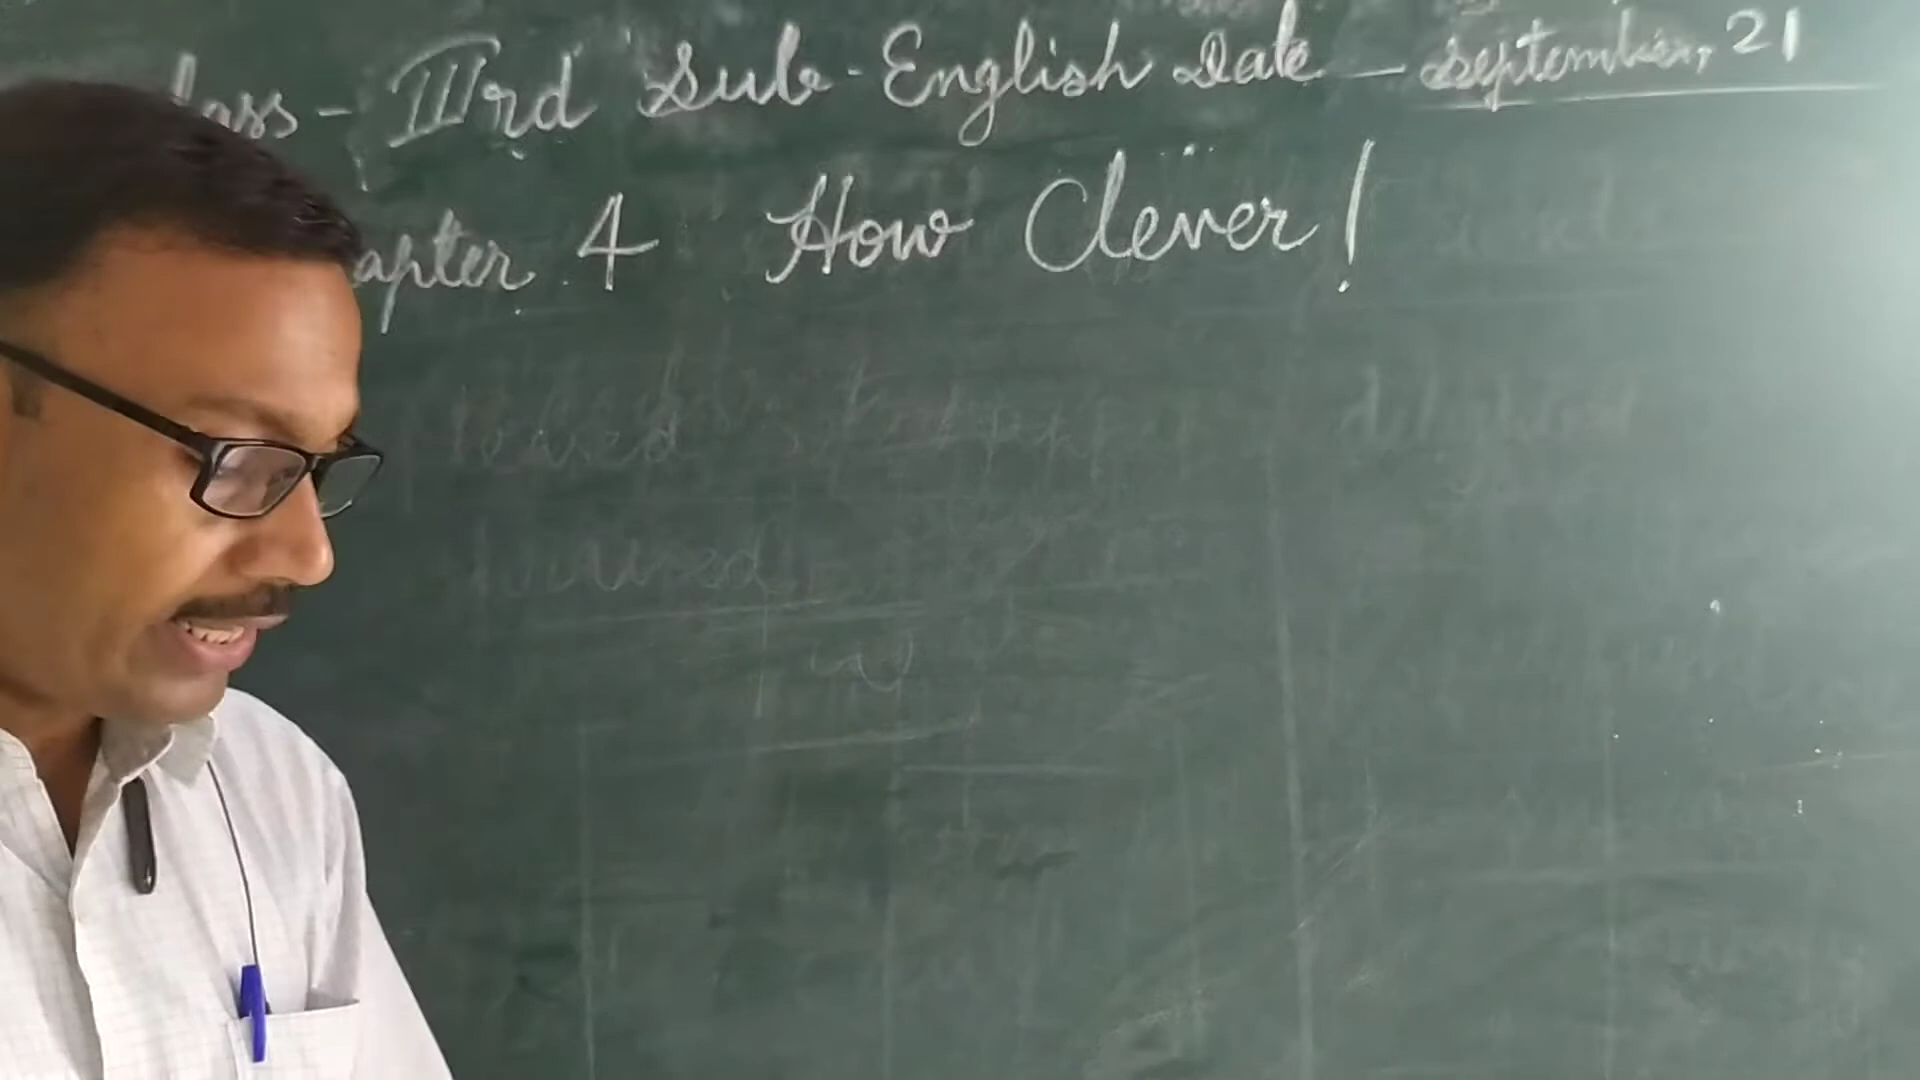 lass - IIIrd Sub - English Date - September, 21
apter 4 How Clever!